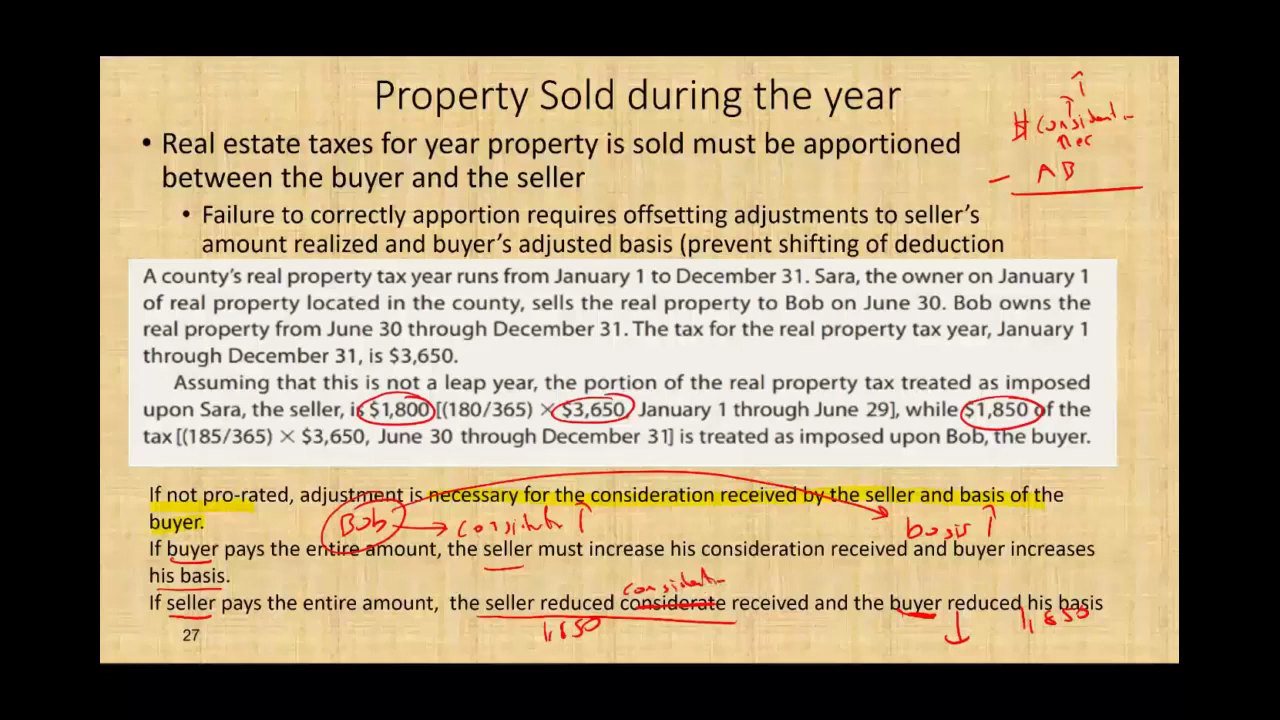 Property Sold during the year
• Real estate taxes for year property is sold must be apportioned
between the buyer and the seller
• Failure to correctly apportion requires offsetting adjustments to seller's
amount realized and buyer's adjusted basis (prevent shifting of deduction
AB
A county's real property tax year runs from January 1 to December 31. Sara, the owner on January 1
of real property located in the county, sells the real property to Bob on June 30. Bob owns the
real property from June 30 through December 31. The tax for the real property tax year, January 1
through December 31, is $3,650.
Assuming that this is not a leap year, the portion of the real property tax treated as imposed
upon Sara, the seller, is $1,800 [(180/365) × $3,650, January 1 through June 29], while $1,850 of the
tax [(185/365) × $3,650, June 30 through December 31] is treated as imposed upon Bob, the buyer.
If not pro-rated, adjustment is necessary for the consideration received by the seller and basis of the
buyer.
Bob
basis ↑
If buyer pays the entire amount, the seller must increase his consideration received and buyer increases
his basis.
If seller pays the entire amount, the seller reduced considerate received and the buyer reduced his basis
1,850
1,850
27